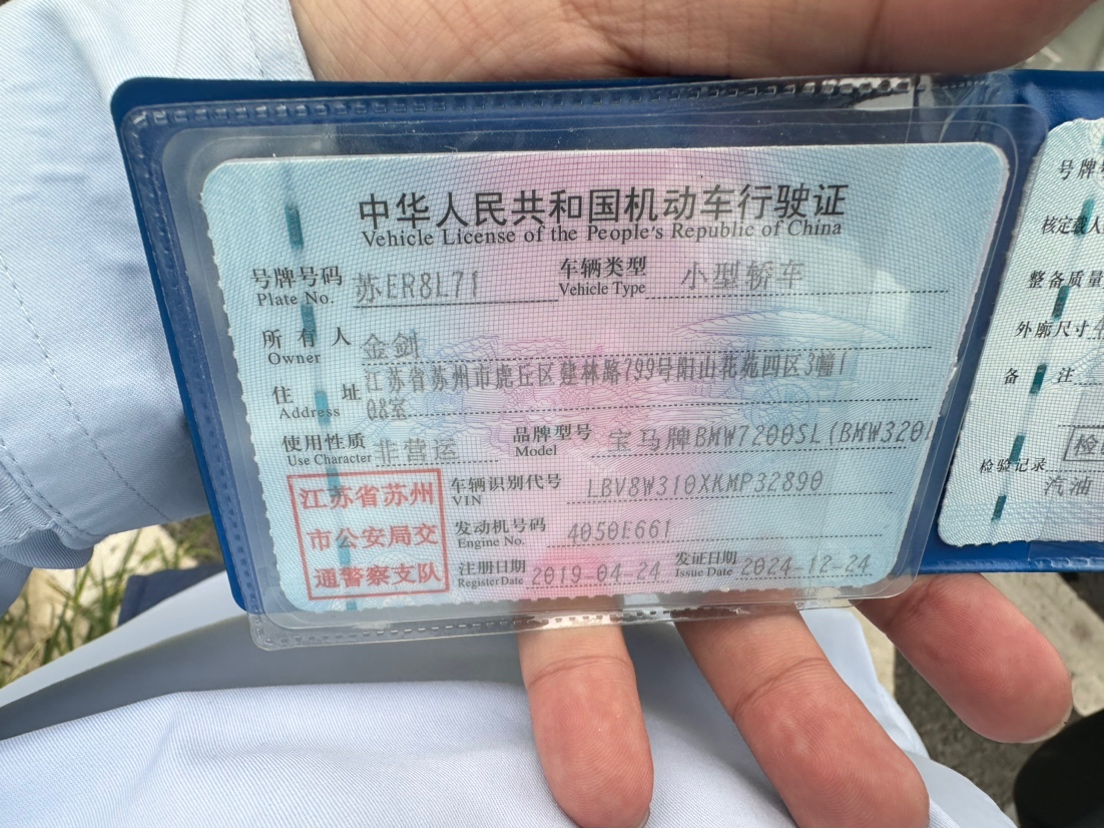 中华人民共和国机动车行驶证
Vehicle License of the People's Republic of China
号牌号码 苏ER8L71 车辆类型 小型轿车
Plate No. Vehicle Type
所有人 金剑
Owner
住址 江苏省苏州市虎丘区建林路799号阳山花苑四区3幢1
Address 08室
使用性质 非营运 品牌型号 宝马牌BMW7200SL(BMW320
Use Character Model
江苏省苏州
市公安局交
通警察支队
车辆识别代号 LBV8W310XKMP32890
VIN
发动机号码 4050E661
Engine No.
注册日期 2019-04-24 发证日期 2024-12-24
Register Date Issue Date
号牌
核定载人
整备质量
外廓尺寸
备注
检验记录
汽油